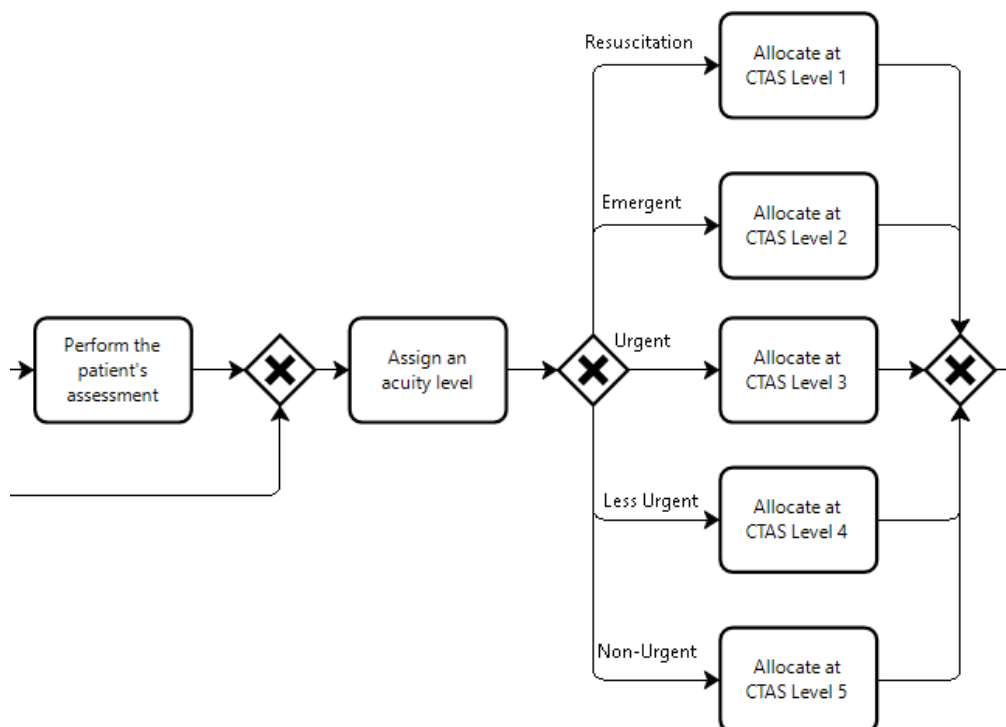 Resuscitation
Allocate at
CTAS Level 1
Emergent
Allocate at
CTAS Level 2
Perform the
patient's
assessment
Assign an
acuity level
Urgent
Allocate at
CTAS Level 3
Less Urgent
Allocate at
CTAS Level 4
Non-Urgent
Allocate at
CTAS Level 5